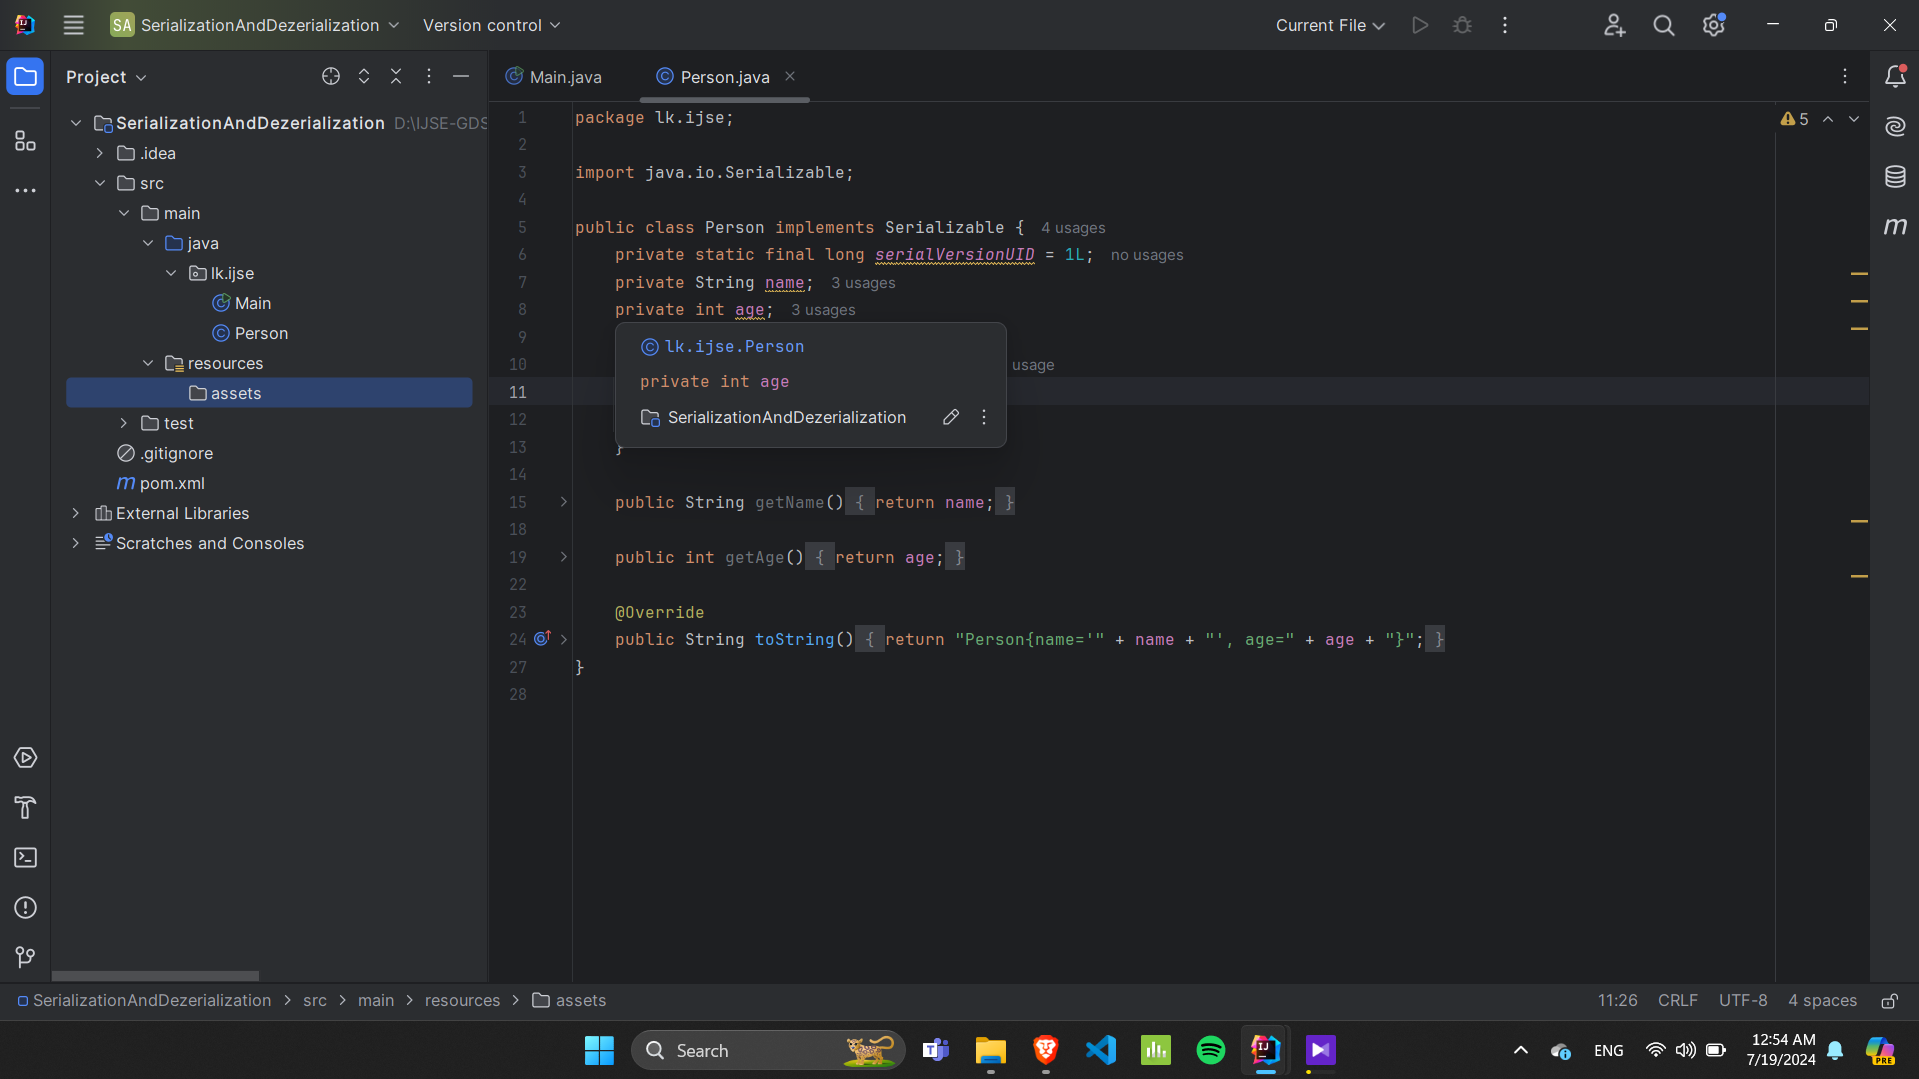 SA SerializationAndDezerialization Version control Current File
Project
SerializationAndDezerialization D:\IJSE-GDS
.idea
src
main
java
lk.ijse
Main
Person
resources
assets
test
.gitignore
m pom.xml
External Libraries
Scratches and Consoles
Main.java Person.java
5
1 package lk.ijse;
2
3 import java.io.Serializable;
4
5 public class Person implements Serializable { 4 usages
6 private static final long serialVersionUID = 1L; no usages
7 private String name; 3 usages
8 private int age; 3 usages
9
lk.ijse.Person
10 usage
private int age
11
SerializationAndDezerialization
12
13 }
14
15 public String getName() { return name; }
18
19 public int getAge() { return age; }
22
23 @Override
24 public String toString() { return "Person{name='" + name + "', age=" + age + "}"; }
27 }
28
m
SerializationAndDezerialization > src > main > resources > assets 11:26 CRLF UTF-8 4 spaces
Search ENG 12:54 AM
7/19/2024
PRE